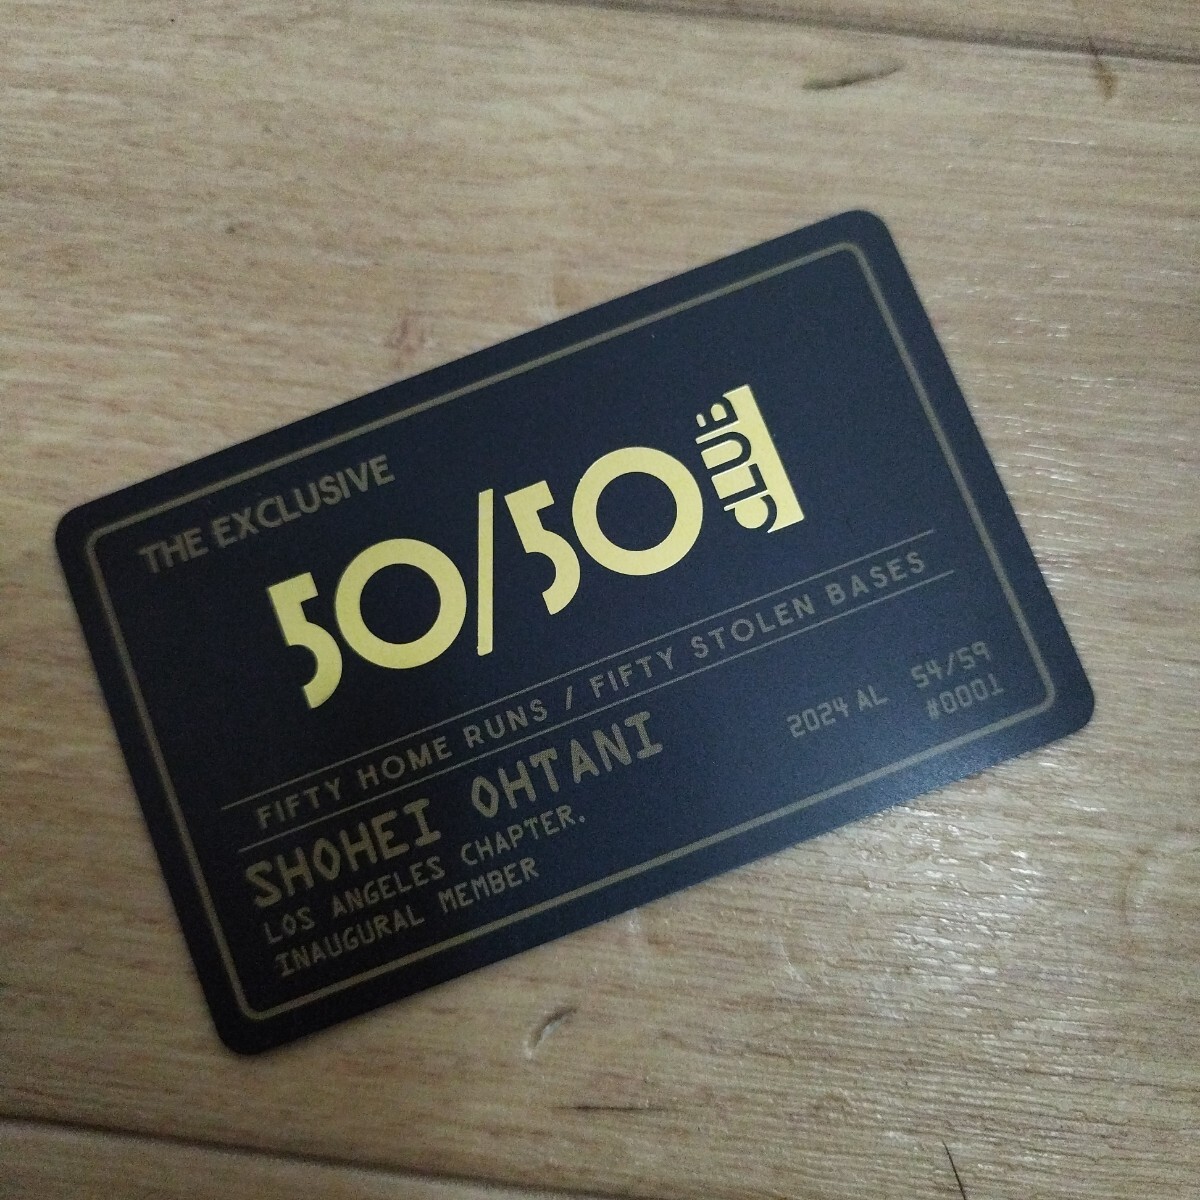 THE EXCLUSIVE
50/50 CLUB
FIFTY HOME RUNS / FIFTY STOLEN BASES
SHOHEI OHTANI
LOS ANGELES CHAPTER.
INAUGURAL MEMBER
2024 AL 54/59
#0001